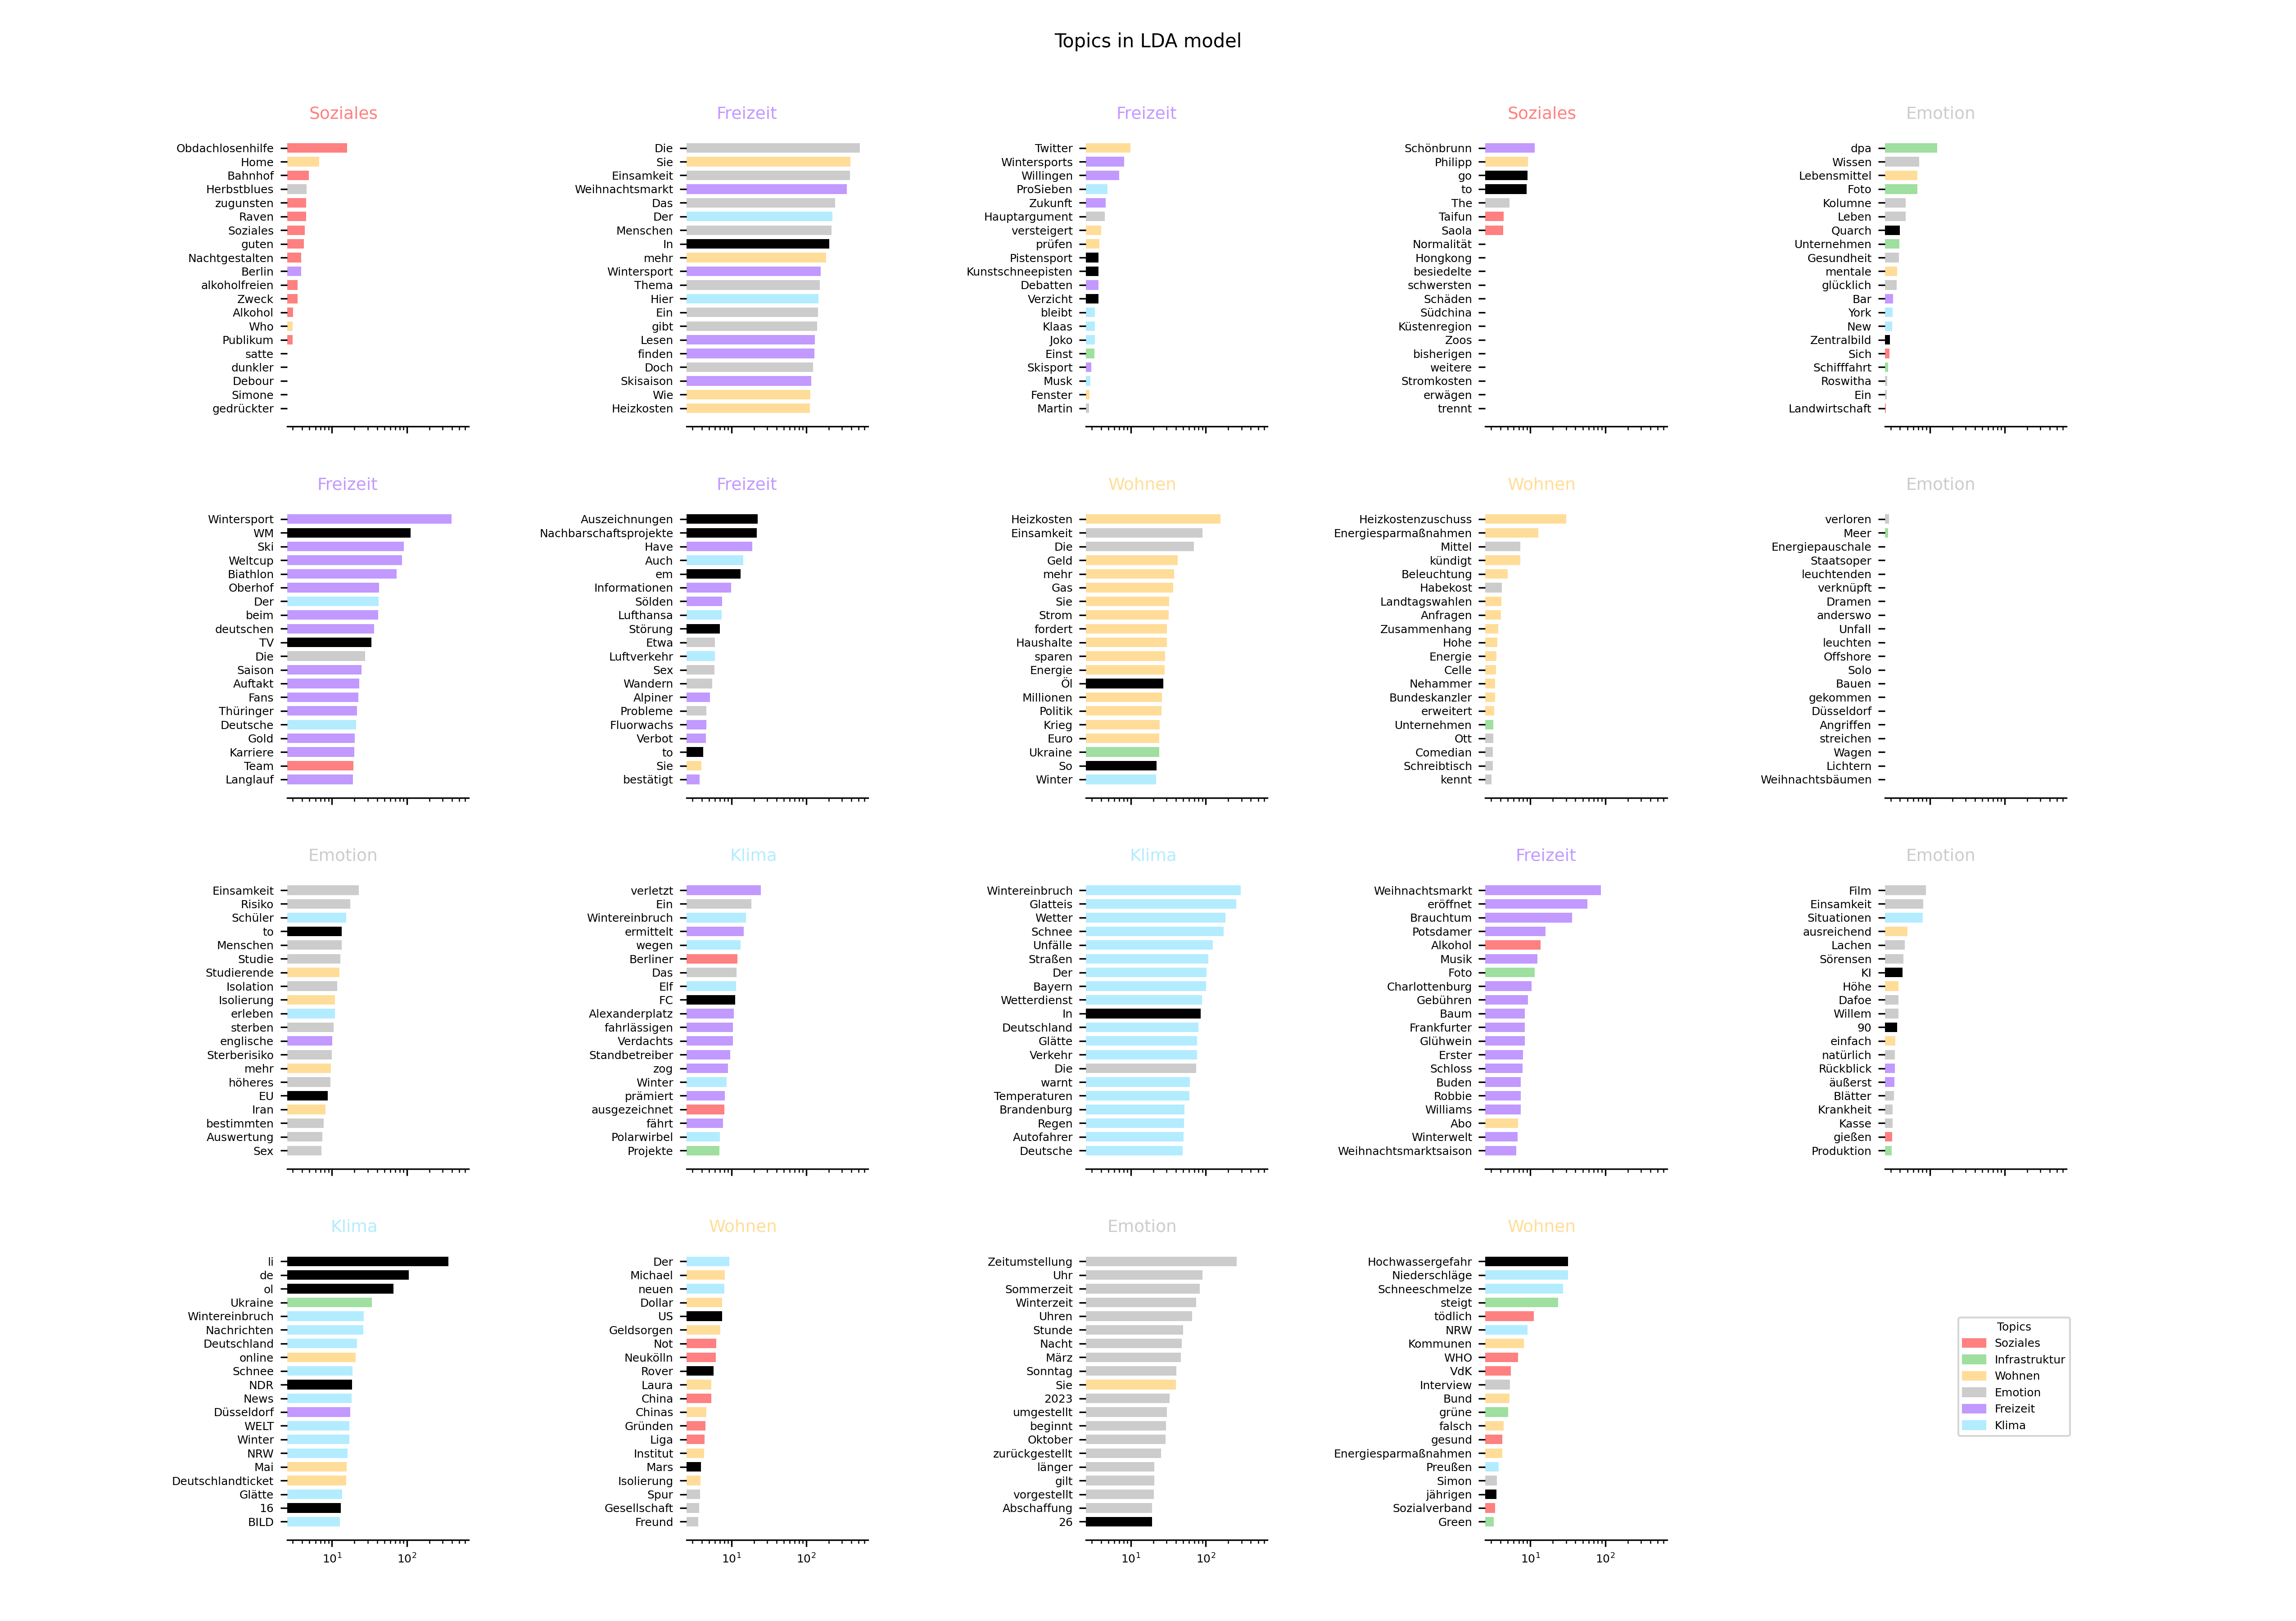 Topics in LDA model
Soziales
Obdachlosenhilfe
Home
Bahnhof
Herbstblues
zugunsten
Raven
Soziales
guten
Nachtgestalten
Berlin
alkoholfreien
Zweck
Alkohol
Who
Publikum
satte
dunkler
Debour
Simone
gedrückter
Freizeit
Die
Sie
Einsamkeit
Weihnachtsmarkt
Das
Der
Menschen
In
mehr
Wintersport
Thema
Hier
Ein
gibt
Lesen
finden
Doch
Skisaison
Wie
Heizkosten
Freizeit
Twitter
Wintersports
Willingen
ProSieben
Zukunft
Hauptargument
versteigert
prüfen
Pistensport
Kunstschneepisten
Debatten
Verzicht
bleibt
Klaas
Joko
Einst
Skisport
Musk
Fenster
Martin
Soziales
Schönbrunn
Philipp
go
to
The
Taifun
Saola
Normalität
Hongkong
besiedelte
schwersten
Schäden
Südchina
Küstenregion
Zoos
bisherigen
weitere
Stromkosten
erwägen
trennt
Emotion
dpa
Wissen
Lebensmittel
Foto
Kolumne
Leben
Quarch
Unternehmen
Gesundheit
mentale
glücklich
Bar
York
New
Zentralbild
Sich
Schifffahrt
Roswitha
Ein
Landwirtschaft
Freizeit
Wintersport
WM
Ski
Weltcup
Biathlon
Oberhof
Der
beim
deutschen
TV
Die
Saison
Auftakt
Fans
Thüringer
Deutsche
Gold
Karriere
Team
Langlauf
Freizeit
Auszeichnungen
Nachbarschaftsprojekte
Have
Auch
em
Informationen
Sölden
Lufthansa
Störung
Etwa
Luftverkehr
Sex
Wandern
Alpiner
Probleme
Fluorwachs
Verbot
to
Sie
bestätigt
Wohnen
Heizkosten
Einsamkeit
Die
Geld
mehr
Gas
Sie
Strom
fordert
Haushalte
sparen
Energie
Öl
Millionen
Politik
Krieg
Euro
Ukraine
So
Winter
Wohnen
Heizkostenzuschuss
Energiesparmaßnahmen
Mittel
kündigt
Beleuchtung
Habekost
Landtagswahlen
Anfragen
Zusammenhang
Hohe
Energie
Celle
Nehammer
Bundeskanzler
erweitert
Unternehmen
Ott
Comedian
Schreibtisch
kennt
Emotion
verloren
Meer
Energiepauschale
Staatsoper
leuchtenden
verknüpft
Dramen
anderswo
Unfall
leuchten
Offshore
Solo
Bauen
gekommen
Düsseldorf
Angriffen
streichen
Wagen
Lichtern
Weihnachtsbäumen
Emotion
Einsamkeit
Risiko
Schüler
to
Menschen
Studie
Studierende
Isolation
Isolierung
erleben
sterben
englische
Sterberisiko
mehr
höheres
EU
Iran
bestimmten
Auswertung
Sex
Klima
verletzt
Ein
Wintereinbruch
ermittelt
wegen
Berliner
Das
Elf
FC
Alexanderplatz
fahrlässigen
Verdachts
Standbetreiber
zog
Winter
prämiert
ausgezeichnet
fährt
Polarwirbel
Projekte
Klima
Wintereinbruch
Glatteis
Wetter
Schnee
Unfälle
Straßen
Der
Bayern
Wetterdienst
In
Deutschland
Glätte
Verkehr
Die
warnt
Temperaturen
Brandenburg
Regen
Autofahrer
Deutsche
Freizeit
Weihnachtsmarkt
eröffnet
Brauchtum
Potsdamer
Alkohol
Musik
Foto
Charlottenburg
Gebühren
Baum
Frankfurter
Glühwein
Erster
Schloss
Buden
Robbie
Williams
Abo
Winterwelt
Weihnachtsmarktsaison
Emotion
Film
Einsamkeit
Situationen
ausreichend
Lachen
Sörensen
KI
Höhe
Dafoe
Willem
90
einfach
natürlich
Rückblick
äußerst
Blätter
Krankheit
Kasse
gießen
Produktion
Klima
li
de
ol
Ukraine
Wintereinbruch
Nachrichten
Deutschland
online
Schnee
NDR
News
Düsseldorf
WELT
Winter
NRW
Mai
Deutschlandticket
Glätte
16
BILD
10¹ 10²
Wohnen
Der
Michael
neuen
Dollar
US
Geldsorgen
Not
Neukölln
Rover
Laura
China
Chinas
Gründen
Liga
Institut
Mars
Isolierung
Spur
Gesellschaft
Freund
10¹ 10²
Emotion
Zeitumstellung
Uhr
Sommerzeit
Winterzeit
Uhren
Stunde
Nacht
März
Sonntag
Sie
2023
umgestellt
beginnt
Oktober
zurückgestellt
länger
gilt
vorgestellt
Abschaffung
26
10¹ 10²
Wohnen
Hochwassergefahr
Niederschläge
Schneeschmelze
steigt
tödlich
NRW
Kommunen
WHO
VdK
Interview
Bund
grüne
falsch
gesund
Energiesparmaßnahmen
Preußen
Simon
jährigen
Sozialverband
Green
10¹ 10²
Topics
Soziales
Infrastruktur
Wohnen
Emotion
Freizeit
Klima